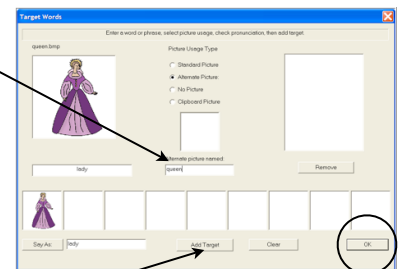 Target Words
Enter a word or phrase, select picture usage, check pronunciation, then add target
queen.bmp
Picture Usage Type
Standard Picture
Alternate Picture
No Picture
Clipboard Picture
Alternate picture named
lady
queen
Remove
Say As:
lady
Add Target
Clear
OK